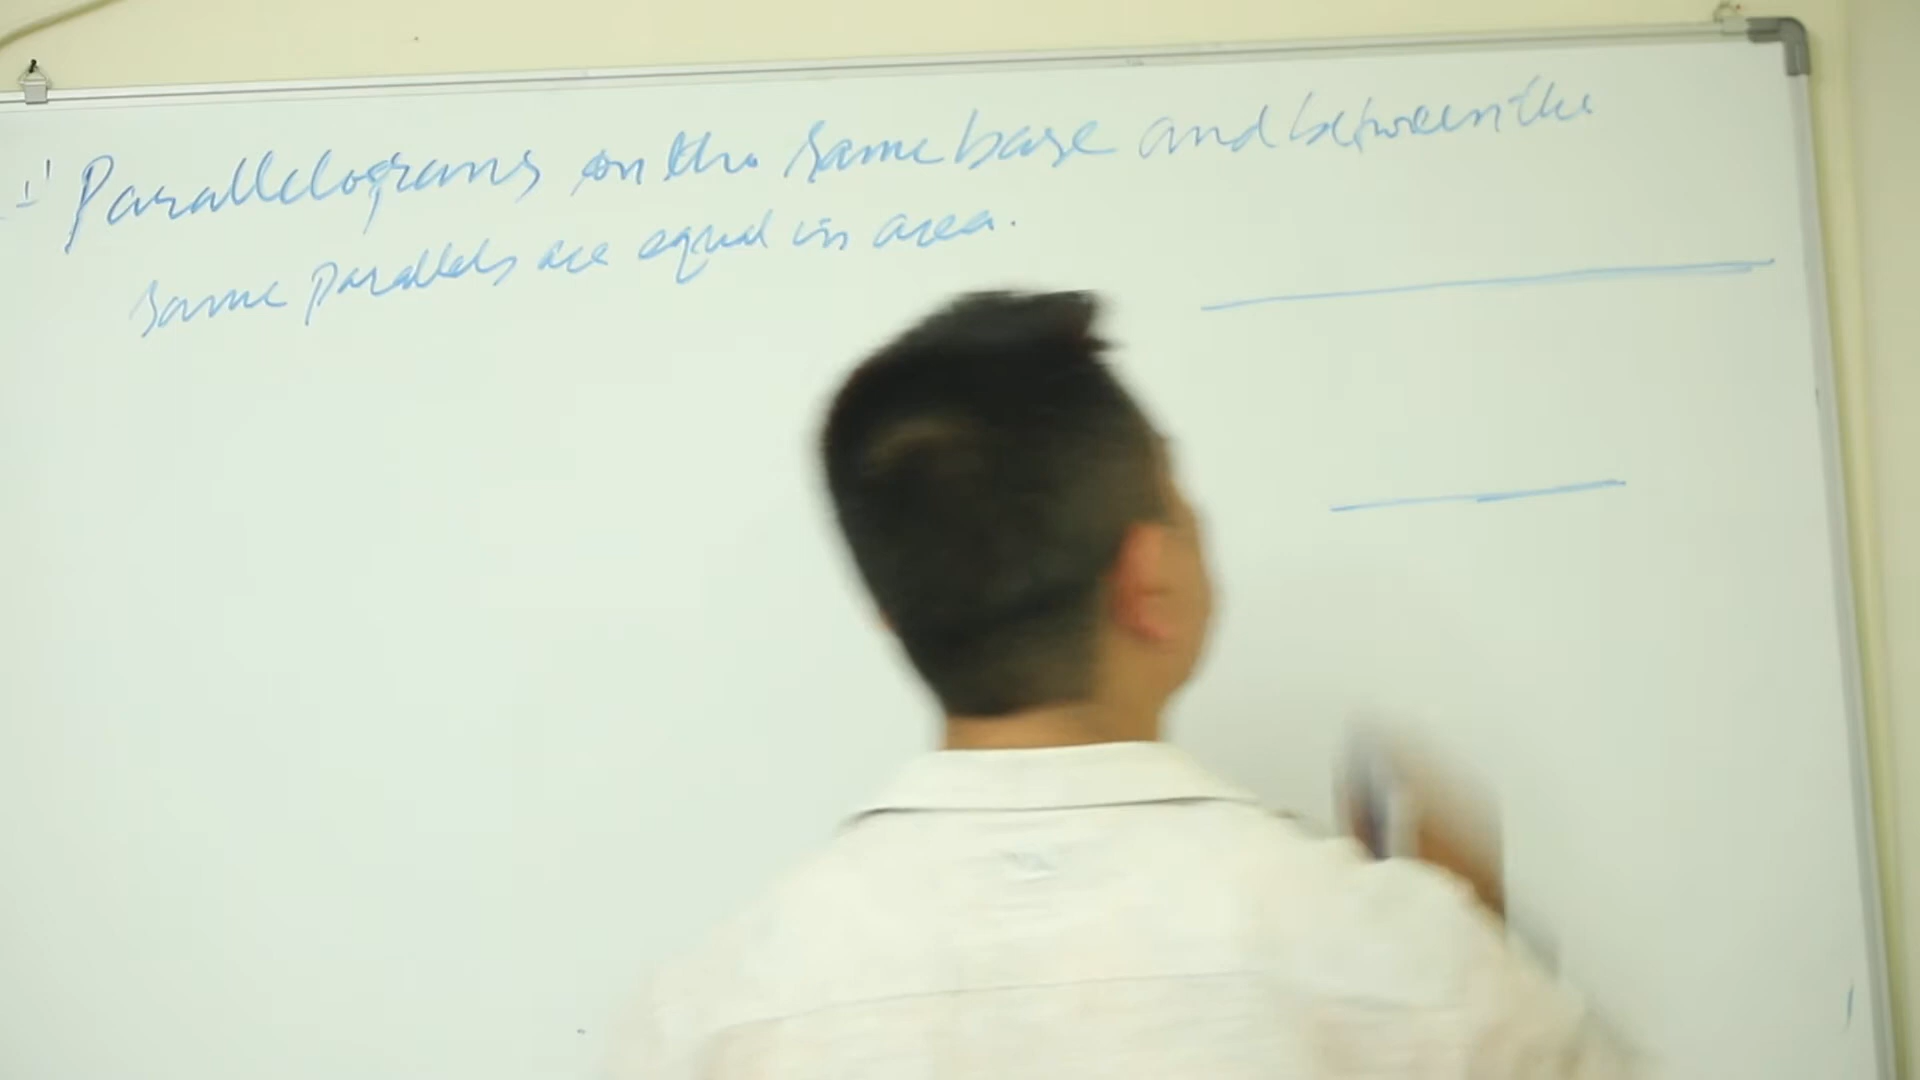 Parallelograms on the same base and between the
same parallels are equal in area.